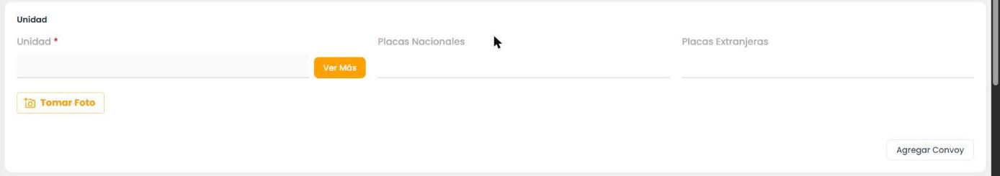 Unidad
Unidad *
Placas Nacionales
Placas Extranjeras
Ver Más
Tomar Foto
Agregar Convoy